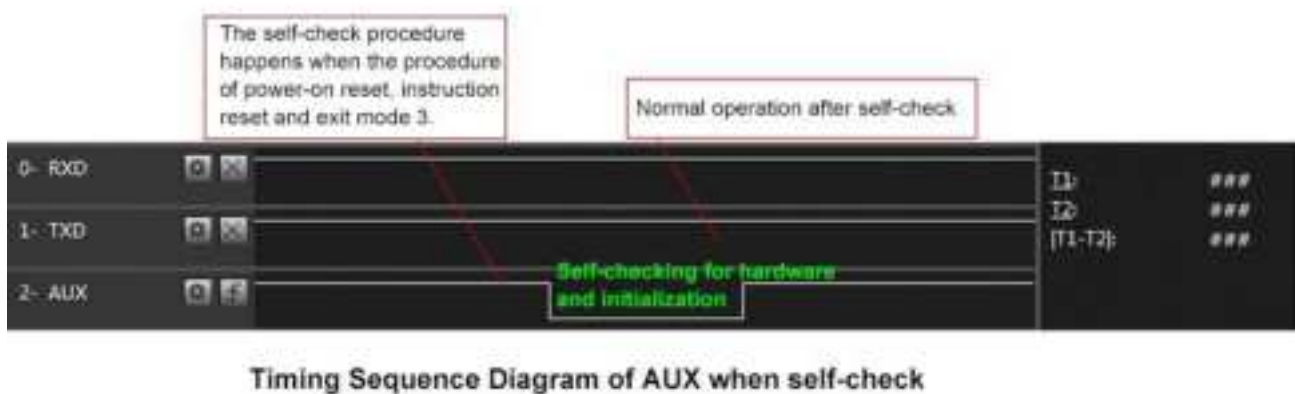 The self-check procedure
happens when the procedure
of power-on reset, instruction
reset and exit mode 3.
Normal operation after self-check
0- RXD
T1:
###
T2:
###
1- TXD
|T1-T2|:
###
Self-checking for hardware
and initialization
2- AUX
Timing Sequence Diagram of AUX when self-check